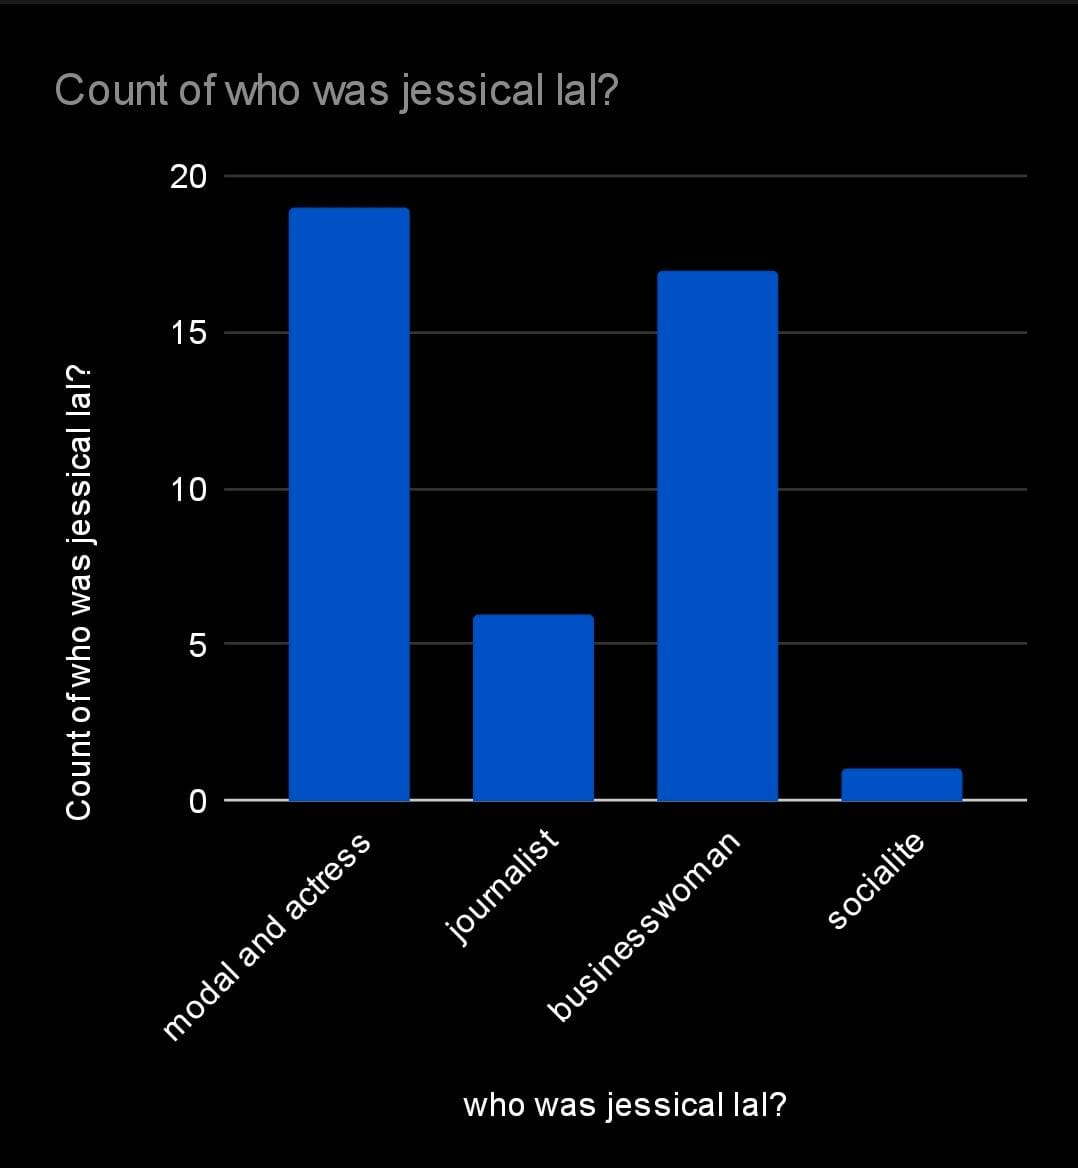 Count of who was jessical lal?
20
15
10
5
0
Count of who was jessical lal?
modal and actress
journalist
businesswoman
socialite
who was jessical lal?